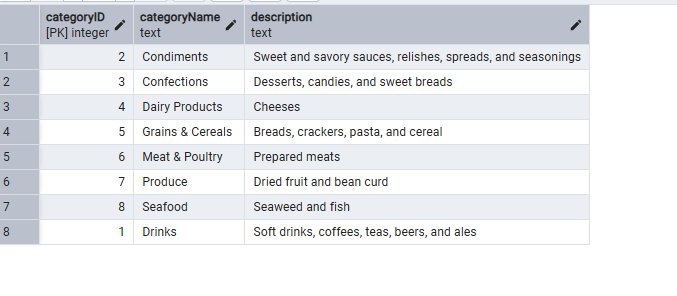 categoryID categoryName description
[PK] integer text text
1 2 Condiments Sweet and savory sauces, relishes, spreads, and seasonings
2 3 Confections Desserts, candies, and sweet breads
3 4 Dairy Products Cheeses
4 5 Grains & Cereals Breads, crackers, pasta, and cereal
5 6 Meat & Poultry Prepared meats
6 7 Produce Dried fruit and bean curd
7 8 Seafood Seaweed and fish
8 1 Drinks Soft drinks, coffees, teas, beers, and ales